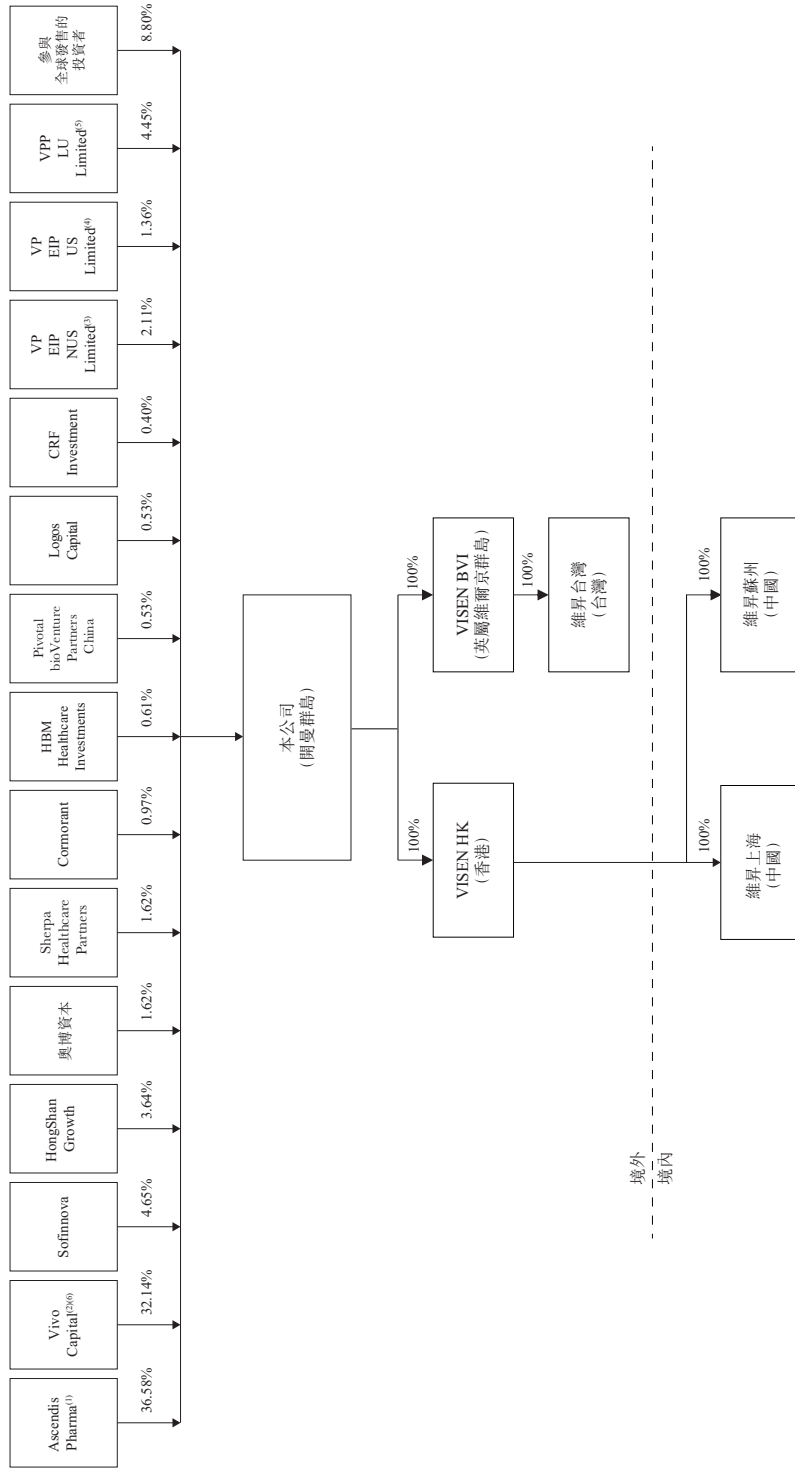 Ascendis
Pharma(1)
36.58%
Vivo
Capital(2)(6)
32.14%
Sofinnova
4.65%
HongShan
Growth
3.64%
奧博資本
1.62%
Sherpa
Healthcare
Partners
1.62%
Cormorant
0.97%
HBM
Healthcare
Investments
0.61%
Pivotal
bioVenture
Partners
China
0.53%
Logos
Capital
0.53%
CRF
Investment
0.40%
VP
EIP
NUS
Limited(3)
2.11%
VP
EIP
US
Limited(4)
1.36%
VPP
LU
Limited(5)
4.45%
參與
全球發售的
投資者
8.80%
本公司
(開曼群島)
100%
100%
VISEN HK
(香港)
VISEN BVI
(英屬維爾京群島)
100%
維昇台灣
(台灣)
境外
境內
100%
100%
維昇上海
(中國)
維昇蘇州
(中國)